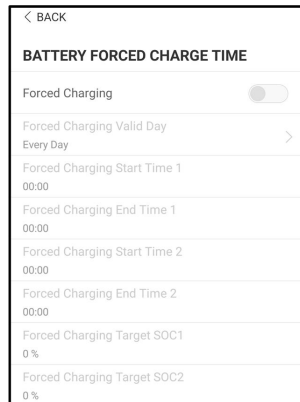 < BACK
BATTERY FORCED CHARGE TIME
Forced Charging
Forced Charging Valid Day
Every Day
Forced Charging Start Time 1
00:00
Forced Charging End Time 1
00:00
Forced Charging Start Time 2
00:00
Forced Charging End Time 2
00:00
Forced Charging Target SOC1
0 %
Forced Charging Target SOC2
0 %